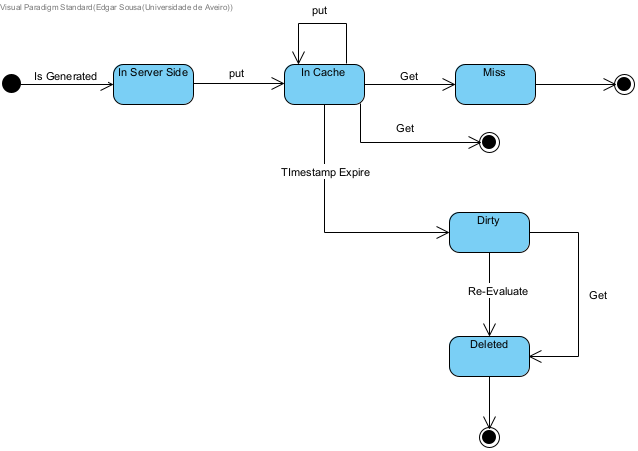 Visual Paradigm Standard(Edgar Sousa(Universidade de Aveiro))
put
Is Generated
In Server Side
put
In Cache
Get
Miss
Get
TImestamp Expire
Dirty
Re-Evaluate
Get
Deleted